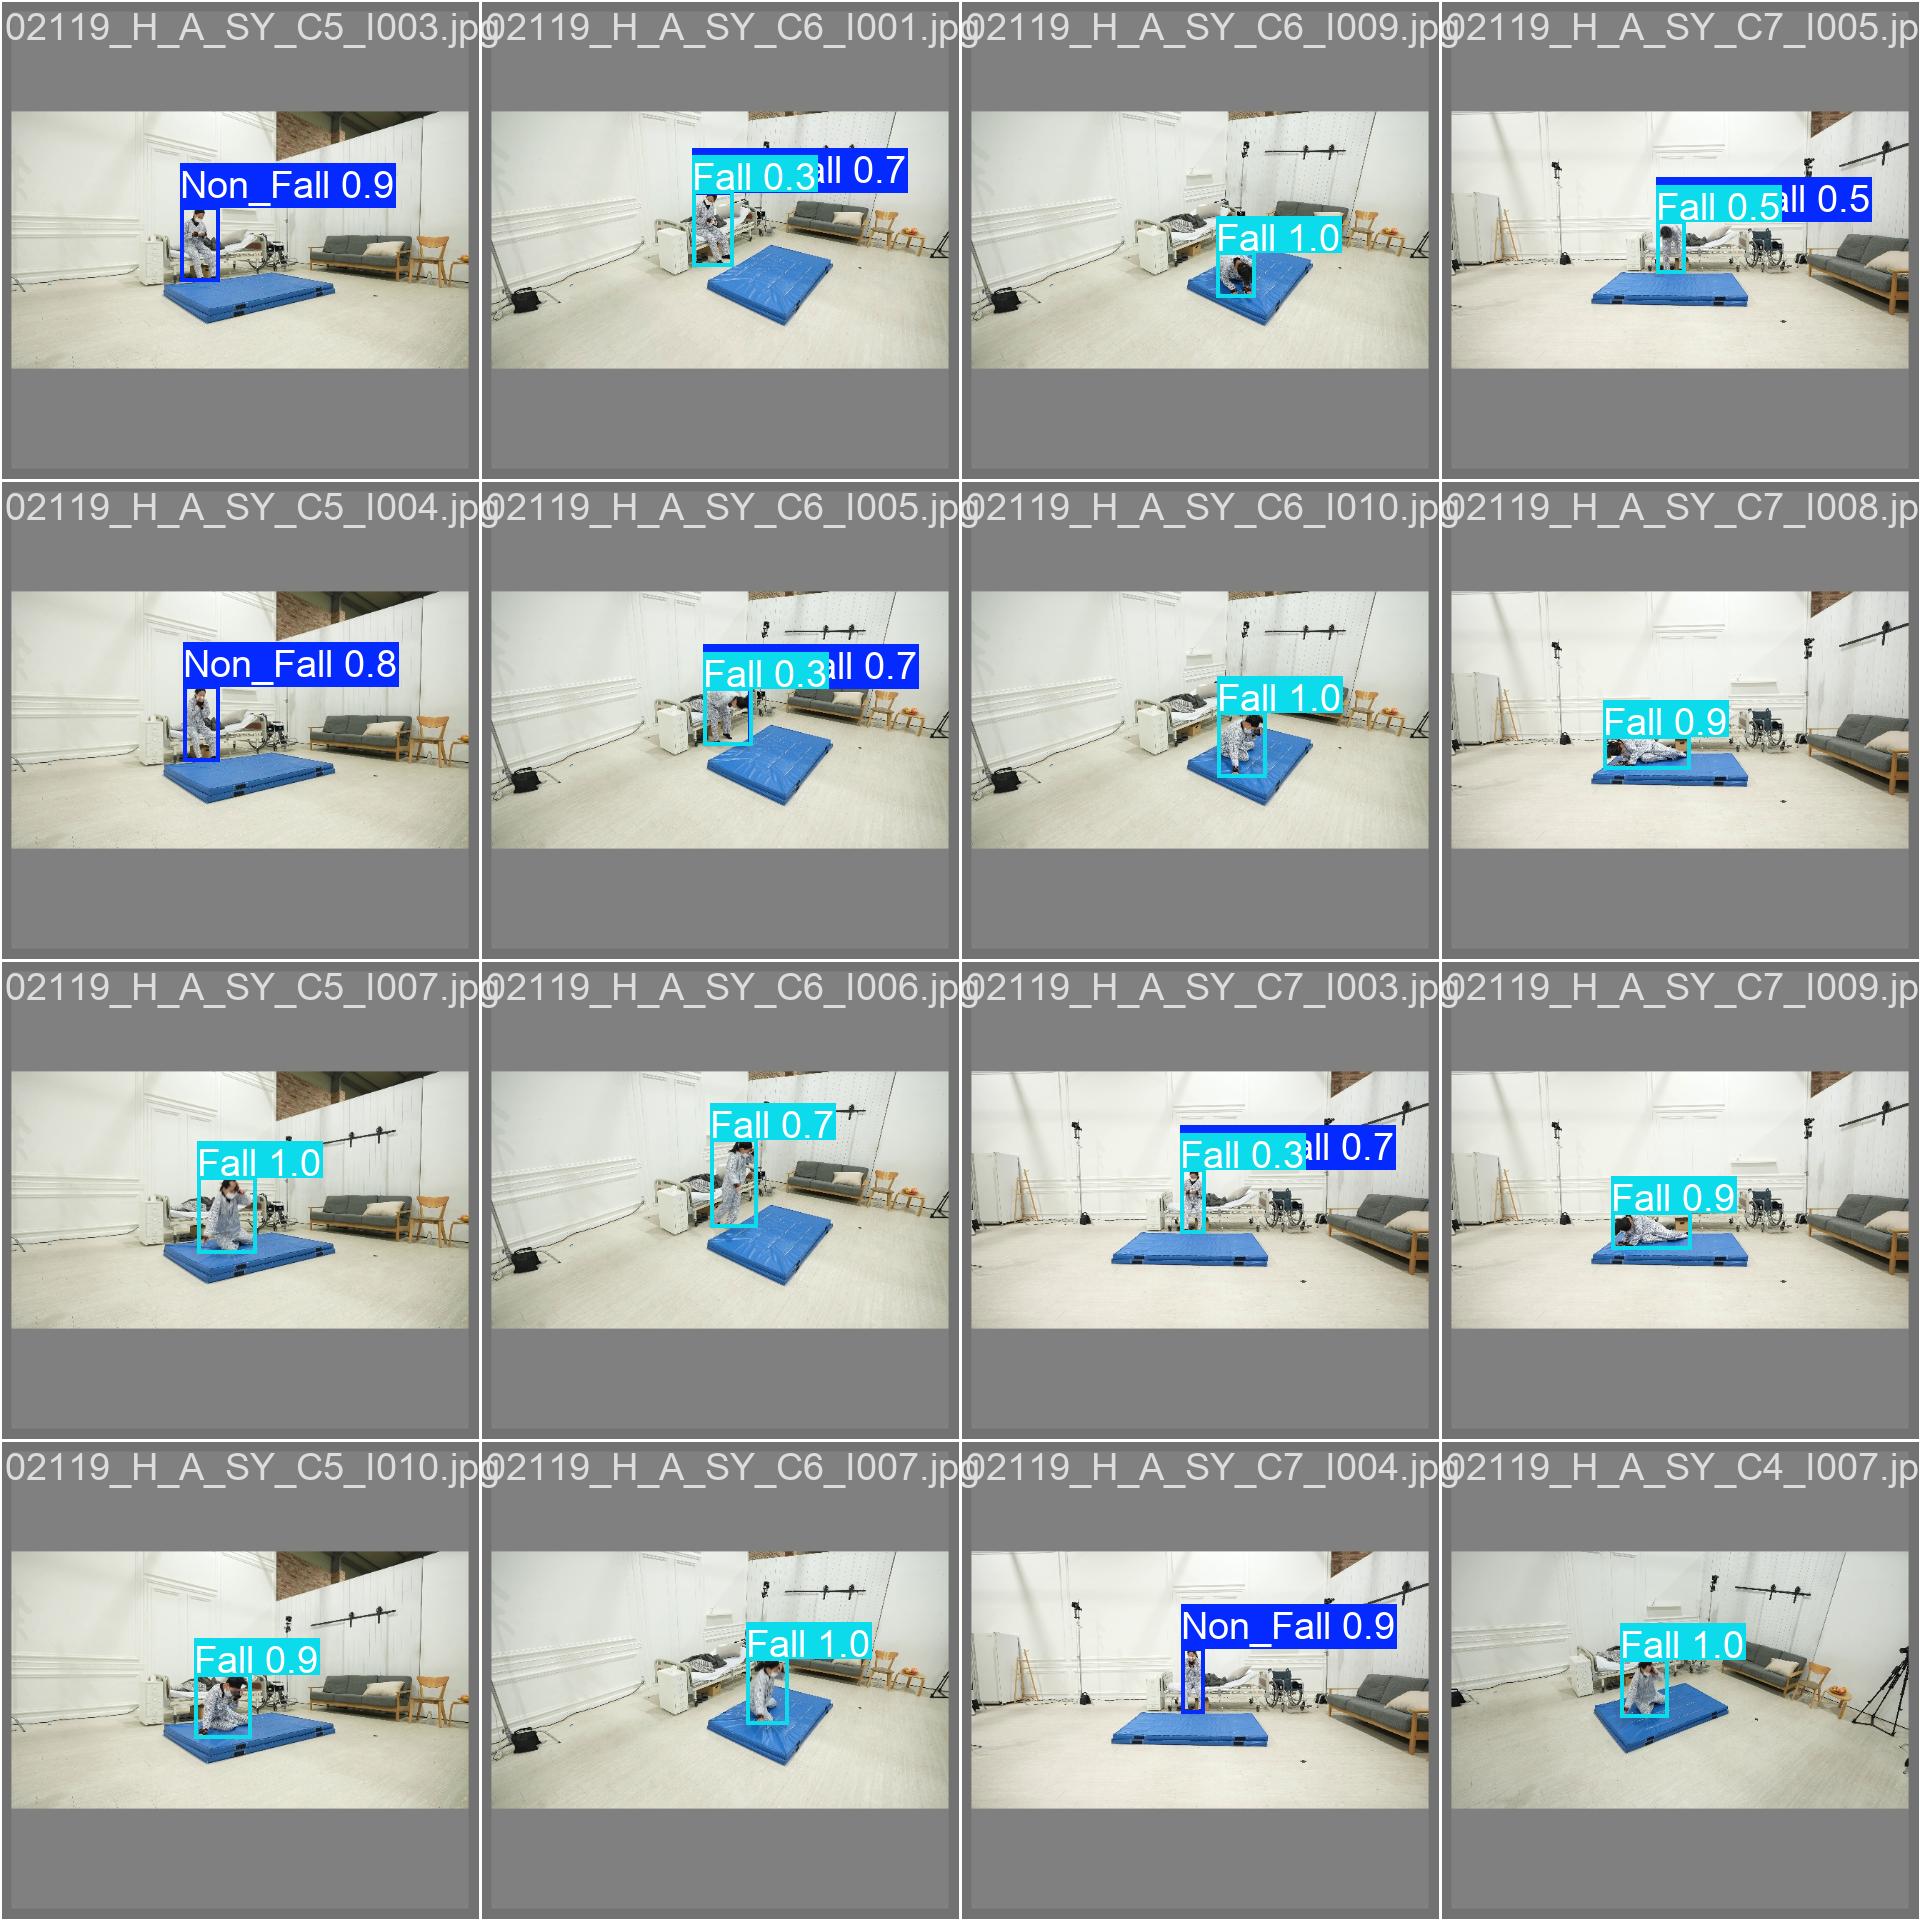 02119_H_A_SY_C5_I003.jpg
02119_H_A_SY_C6_I001.jpg
02119_H_A_SY_C6_I009.jpg
02119_H_A_SY_C7_I005.jp
Non_Fall 0.9
Fall 0.3
all 0.7
Fall 1.0
Fall 0.5
all 0.5
02119_H_A_SY_C5_I004.jpg
02119_H_A_SY_C6_I005.jpg
02119_H_A_SY_C6_I010.jpg
02119_H_A_SY_C7_I008.jp
Non_Fall 0.8
Fall 0.3
all 0.7
Fall 1.0
Fall 0.9
02119_H_A_SY_C5_I007.jpg
02119_H_A_SY_C6_I006.jpg
02119_H_A_SY_C7_I003.jpg
02119_H_A_SY_C7_I009.jp
Fall 1.0
Fall 0.7
Fall 0.3
all 0.7
Fall 0.9
02119_H_A_SY_C5_I010.jpg
02119_H_A_SY_C6_I007.jpg
02119_H_A_SY_C7_I004.jpg
02119_H_A_SY_C4_I007.jp
Fall 0.9
Fall 1.0
Non_Fall 0.9
Fall 1.0